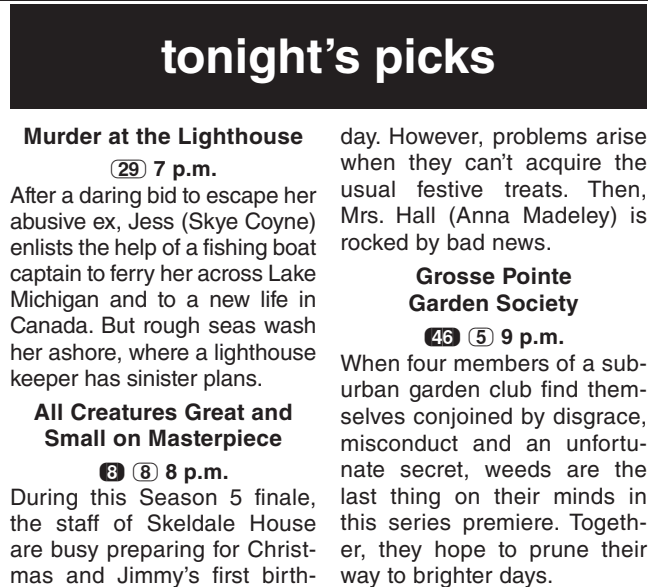 tonight's picks
Murder at the Lighthouse
29 7 p.m.
After a daring bid to escape her
abusive ex, Jess (Skye Coyne)
enlists the help of a fishing boat
captain to ferry her across Lake
Michigan and to a new life in
Canada. But rough seas wash
her ashore, where a lighthouse
keeper has sinister plans.
All Creatures Great and
Small on Masterpiece
8 8 8 p.m.
During this Season 5 finale,
the staff of Skeldale House
are busy preparing for Christ-
mas and Jimmy's first birth-
day. However, problems arise
when they can't acquire the
usual festive treats. Then,
Mrs. Hall (Anna Madeley) is
rocked by bad news.
Grosse Pointe
Garden Society
46 5 9 p.m.
When four members of a sub-
urban garden club find them-
selves conjoined by disgrace,
misconduct and an unfortu-
nate secret, weeds are the
last thing on their minds in
this series premiere. Togeth-
er, they hope to prune their
way to brighter days.